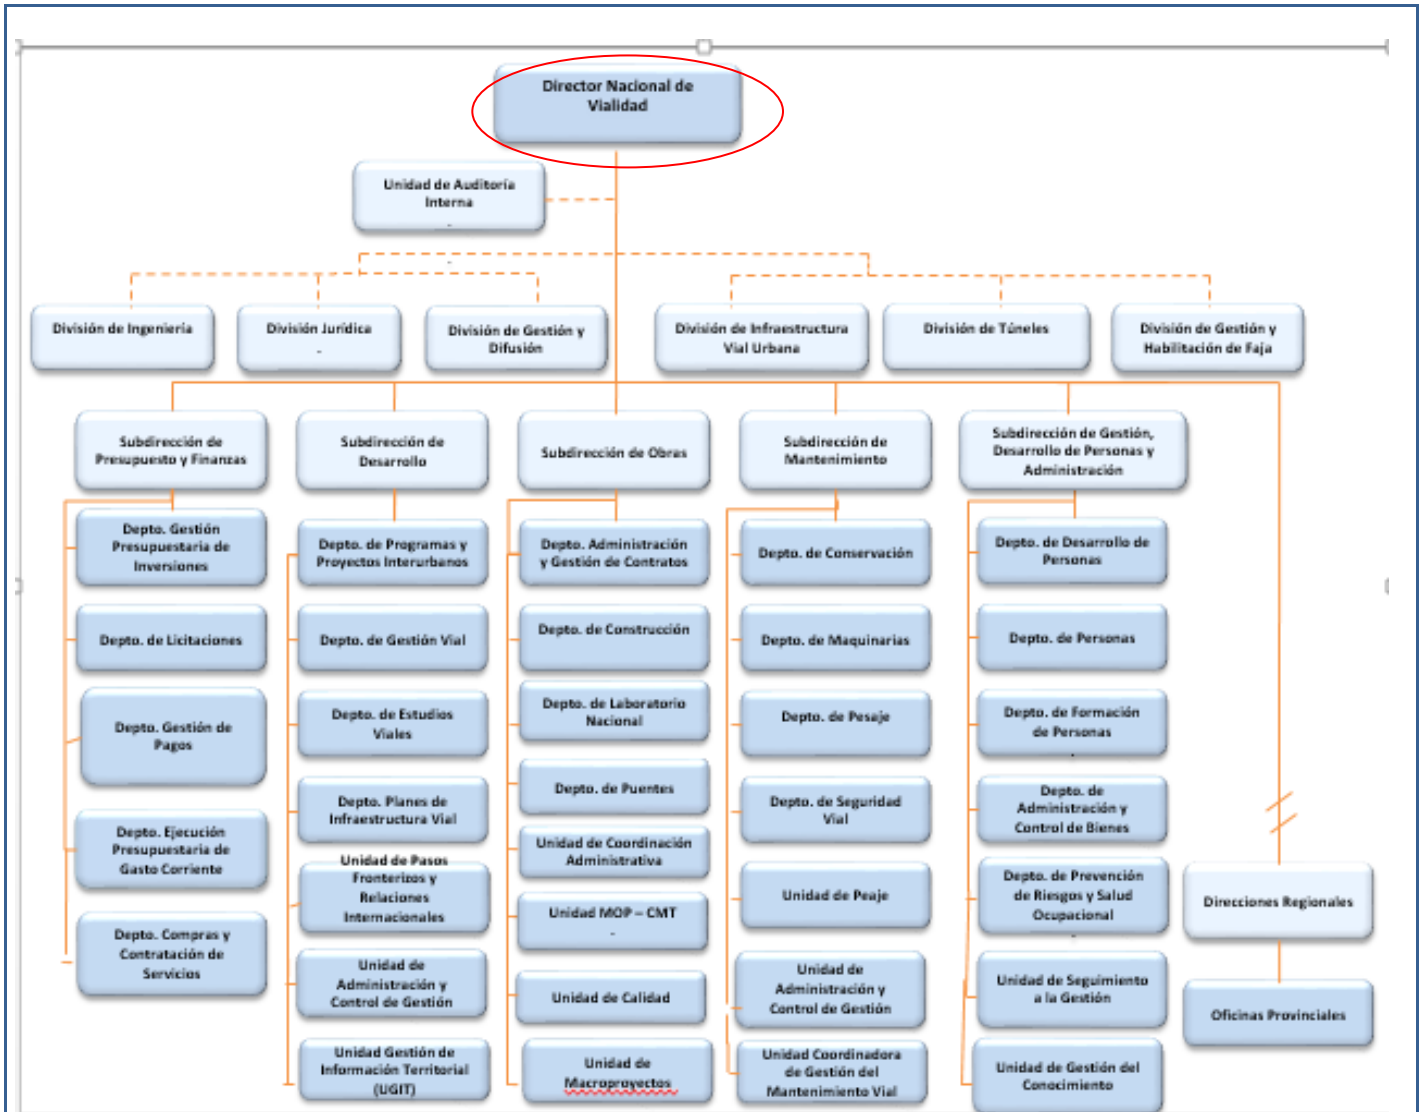 Director Nacional de
Vialidad
Unidad de Auditoría
Interna
División de Ingeniería
División Jurídica
División de Gestión y
Difusión
División de Infraestructura
Vial Urbana
División de Túneles
División de Gestión y
Habilitación de Faja
Subdirección de
Presupuesto y Finanzas
Subdirección de
Desarrollo
Subdirección de Obras
Subdirección de
Mantenimiento
Subdirección de Gestión,
Desarrollo de Personas y
Administración
Depto. Gestión
Presupuestaria de
Inversiones
Depto. de Licitaciones
Depto. Gestión de
Pagos
Depto. Ejecución
Presupuestaria de
Gasto Corriente
Depto. Compras y
Contratación de
Servicios
Depto. de Programas y
Proyectos Interurbanos
Depto. de Gestión Vial
Depto. de Estudios
Viales
Depto. Planes de
Infraestructura Vial
Unidad de Pasos
Fronterizos y
Relaciones
Internacionales
Unidad de
Administración y
Control de Gestión
Unidad Gestión de
Información Territorial
(UGIT)
Depto. Administración
y Gestión de Contratos
Depto. de Construcción
Depto. de Laboratorio
Nacional
Depto. de Puentes
Unidad de Coordinación
Administrativa
Unidad MOP – CMT
Unidad de Calidad
Unidad de
Macroproyectos
Depto. de Conservación
Depto. de Maquinarias
Depto. de Pesaje
Depto. de Seguridad
Vial
Unidad de Peaje
Unidad de
Administración y
Control de Gestión
Unidad Coordinadora
de Gestión del
Mantenimiento Vial
Depto. de Desarrollo de
Personas
Depto. de Personas
Depto. de Formación
de Personas
Depto. de
Administración y
Control de Bienes
Depto. de Prevención
de Riesgos y Salud
Ocupacional
Unidad de Seguimiento
a la Gestión
Unidad de Gestión del
Conocimiento
Direcciones Regionales
Oficinas Provinciales